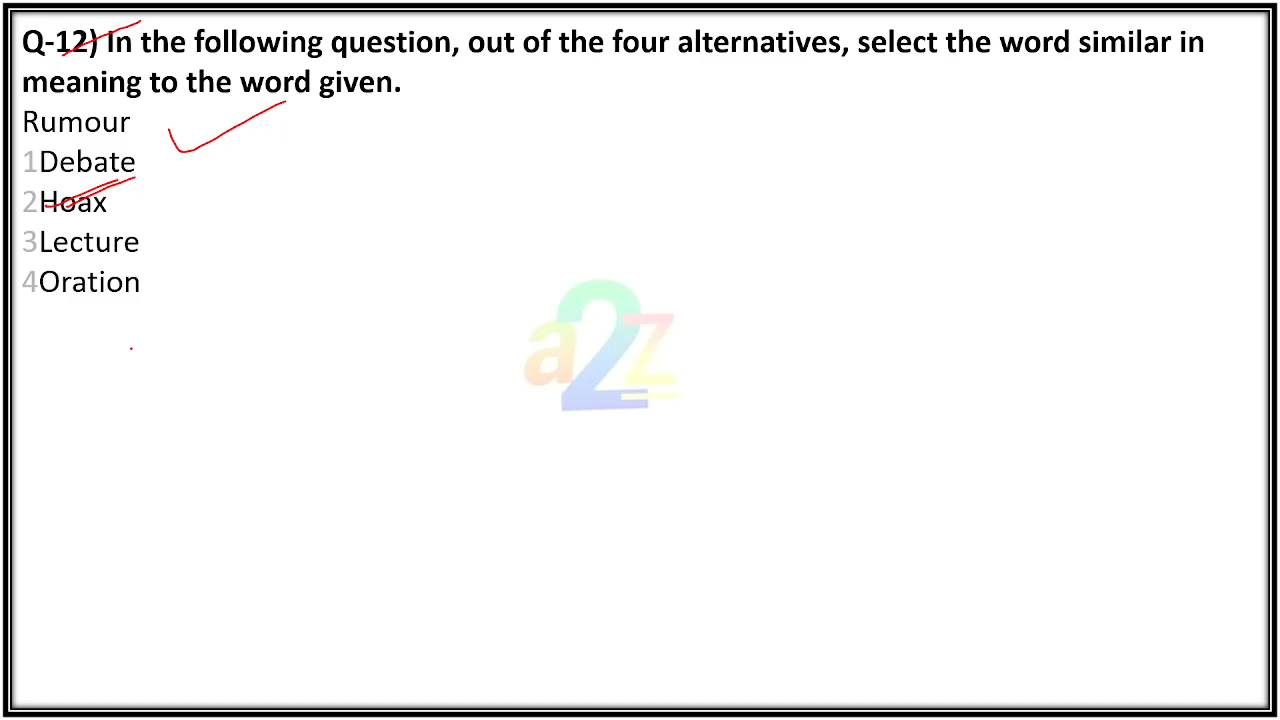 Q-12) In the following question, out of the four alternatives, select the word similar in
meaning to the word given.
Rumour
1Debate
2Hoax
3Lecture
4Oration
a2z